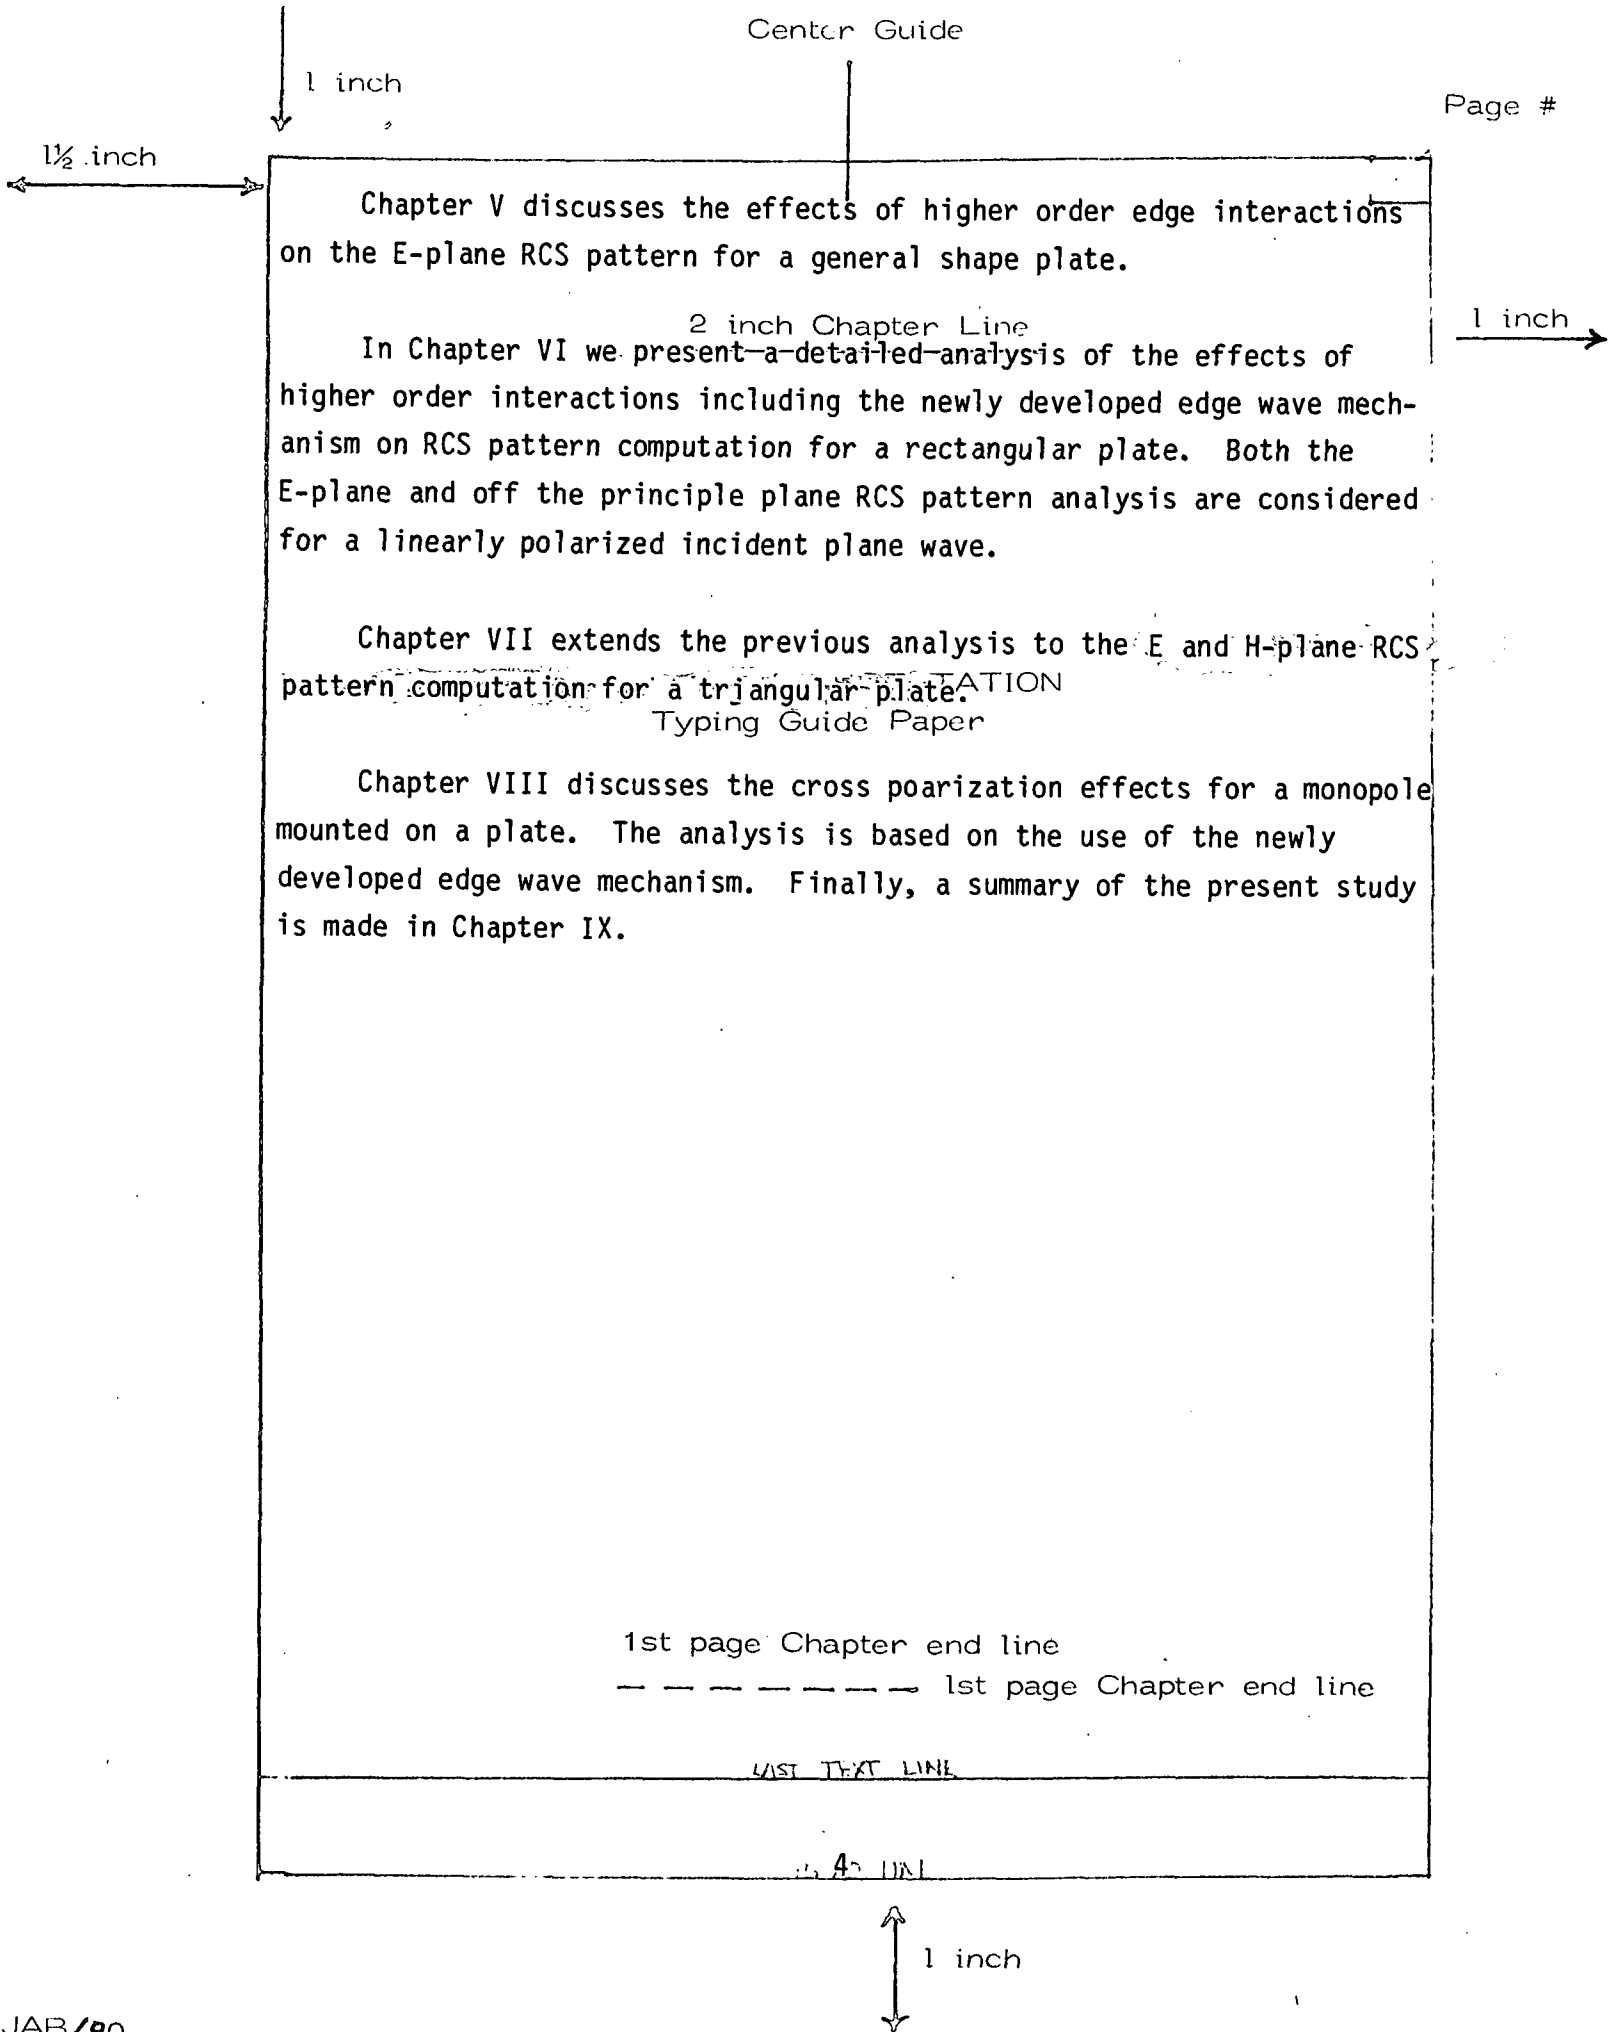 Center Guide
1 inch
Page #
1½ inch
Chapter V discusses the effects of higher order edge interactions
on the E-plane RCS pattern for a general shape plate.
2 inch Chapter Line
1 inch
In Chapter VI we present a detailed analysis of the effects of
higher order interactions including the newly developed edge wave mech-
anism on RCS pattern computation for a rectangular plate. Both the
E-plane and off the principle plane RCS pattern analysis are considered
for a linearly polarized incident plane wave.
Chapter VII extends the previous analysis to the E and H-plane RCS
pattern computation for a triangular plate.
Typing Guide Paper
Chapter VIII discusses the cross poarization effects for a monopole
mounted on a plate. The analysis is based on the use of the newly
developed edge wave mechanism. Finally, a summary of the present study
is made in Chapter IX.
1st page Chapter end line
1st page Chapter end line
LAST TEXT LINE
4
1 inch